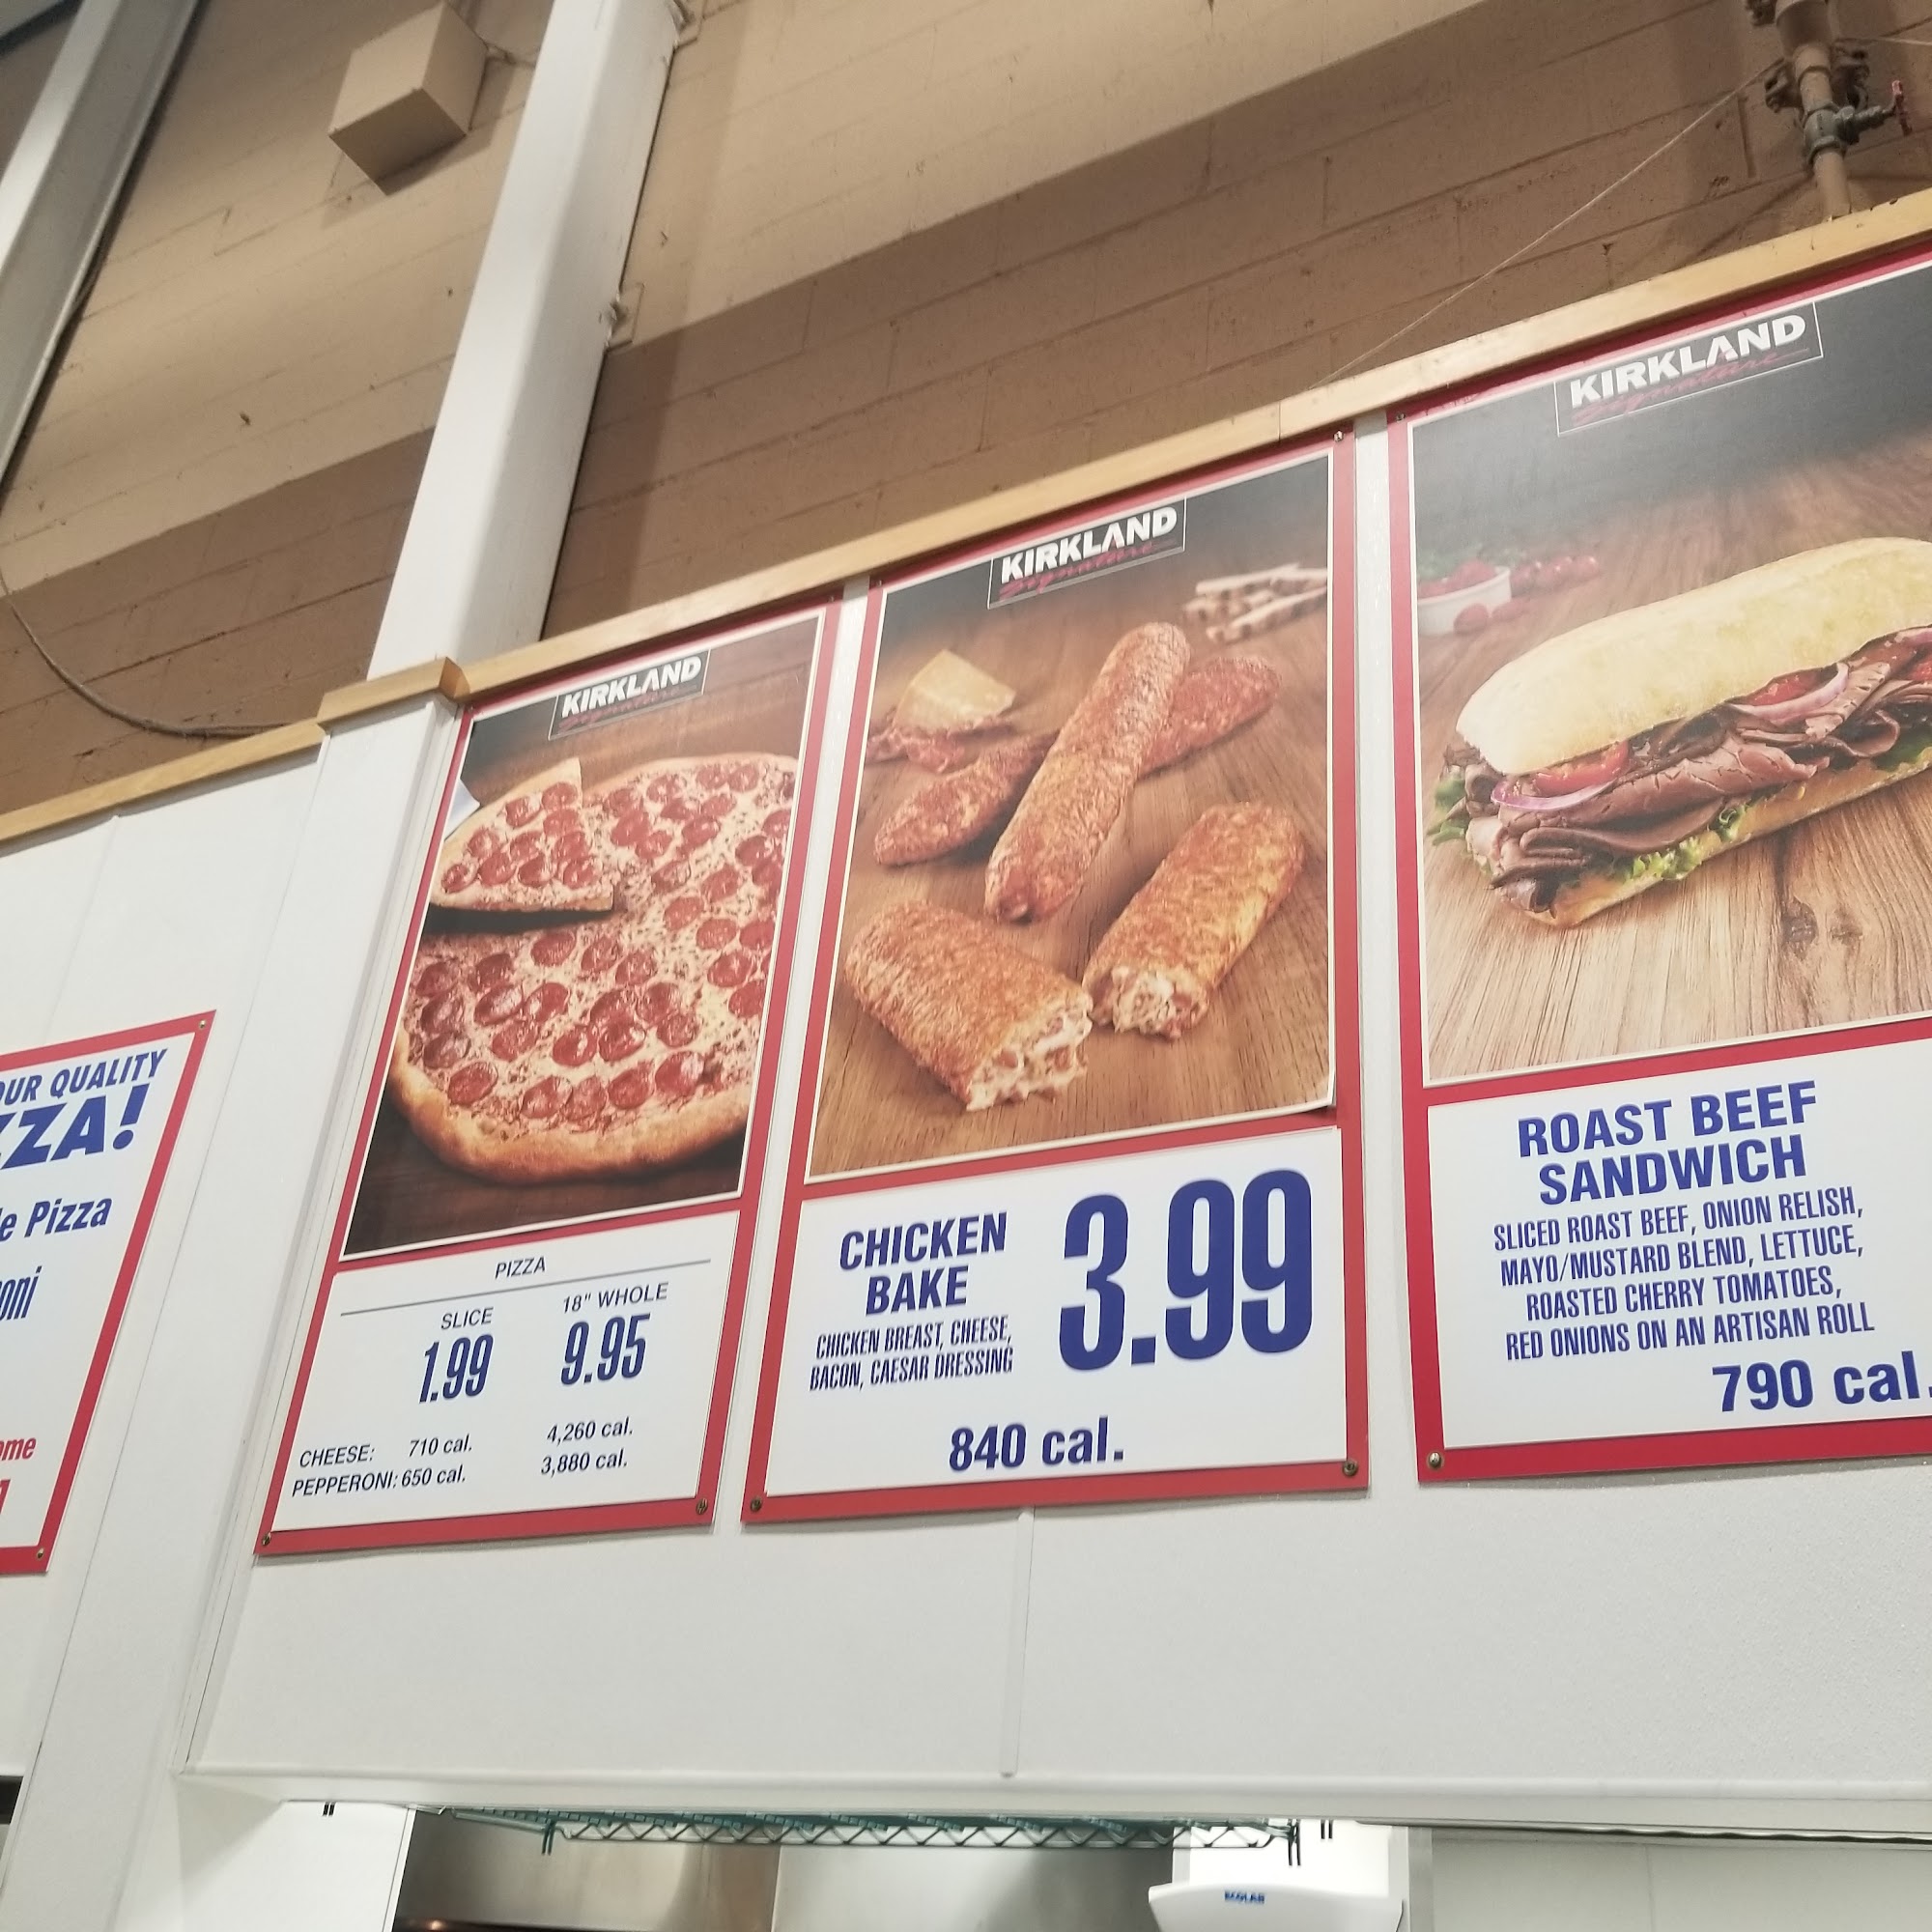 OUR QUALITY
ZZA!
Pizza
KIRKLAND
Signature
PIZZA
SLICE 18" WHOLE
1.99 9.95
CHEESE: 710 cal. 4,260 cal.
PEPPERONI: 650 cal. 3,880 cal.
KIRKLAND
Signature
CHICKEN
BAKE
3.99
CHICKEN BREAST, CHEESE,
BACON, CAESAR DRESSING
840 cal.
KIRKLAND
Signature
ROAST BEEF
SANDWICH
SLICED ROAST BEEF, ONION RELISH,
MAYO/MUSTARD BLEND, LETTUCE,
ROASTED CHERRY TOMATOES,
RED ONIONS ON AN ARTISAN ROLL
790 cal.
ECOLAB